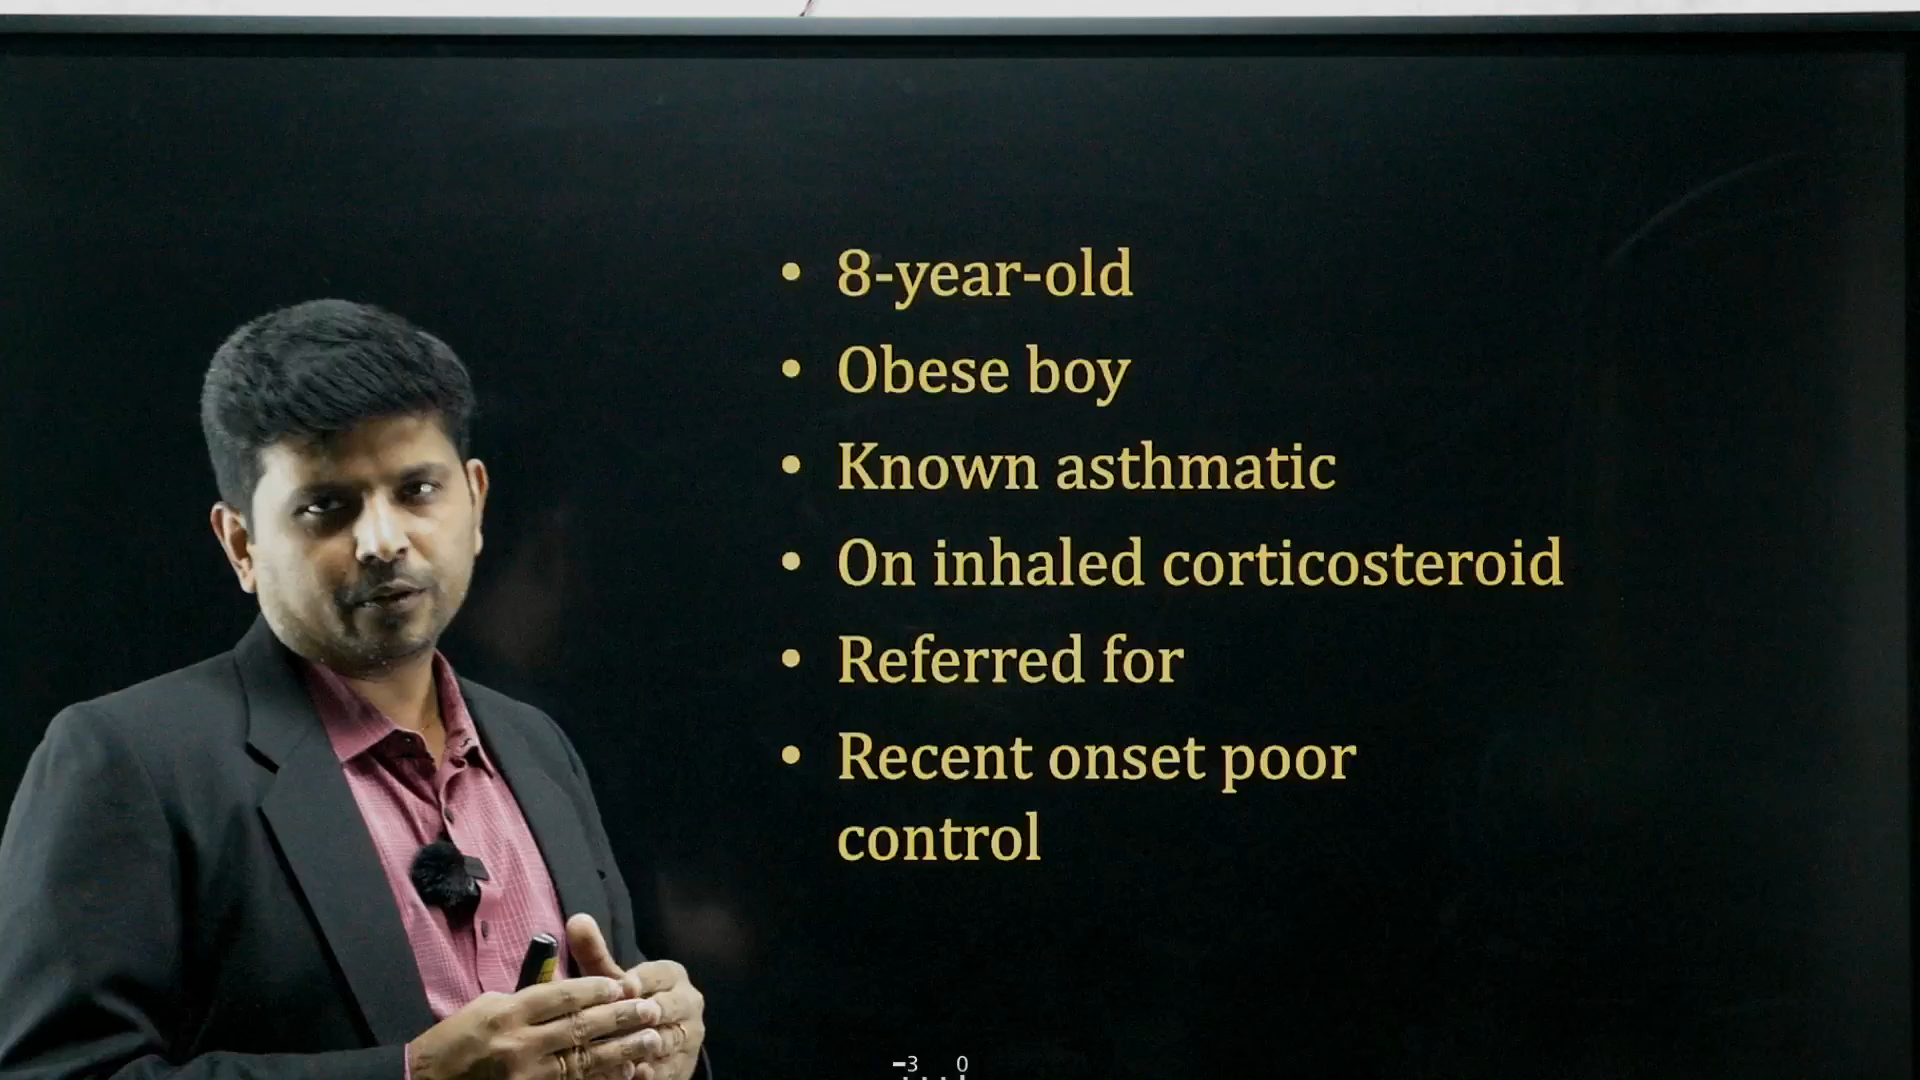 • 8-year-old
• Obese boy
• Known asthmatic
• On inhaled corticosteroid
• Referred for
• Recent onset poor
control
-3 0